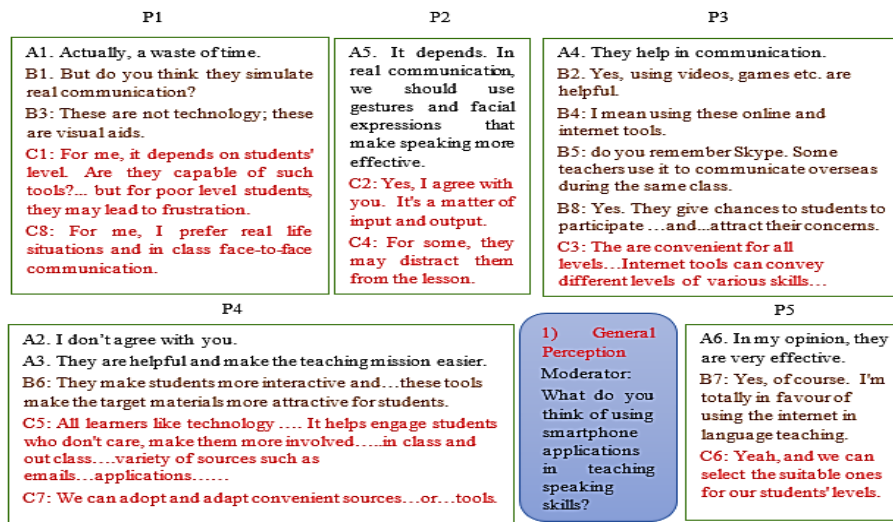 P1
A1. Actually, a waste of time.
B1. But do you think they simulate
real communication?
B3: These are not technology; these
are visual aids.
C1: For me, it depends on students'
level. Are they capable of such
tools?... but for poor level students,
they may lead to frustration.
C8: For me, I prefer real life
situations and in class face-to-face
communication.
P2
A5. It depends. In
real communication,
we should use
gestures and facial
expressions that
make speaking more
effective.
C2: Yes, I agree with
you. It's a matter of
input and output.
C4: For some, they
may distract them
from the lesson.
P3
A4. They help in communication.
B2. Yes, using videos, games etc. are
helpful.
B4: I mean using these online and
internet tools.
B5: do you remember Skype. Some
teachers use it to communicate overseas
during the same class.
B8: Yes. They give chances to students to
participate …and...attract their concerns.
C3: The are convenient for all
levels…Internet tools can convey
different levels of various skills…
P4
A2. I don’t agree with you.
A3. They are helpful and make the teaching mission easier.
B6: They make students more interactive and…these tools
make the target materials more attractive for students.
C5: All learners like technology …. It helps engage students
who don't care, make them more involved…..in class and
out class….variety of sources such as
emails…applications……
C7: We can adopt and adapt convenient sources…or…tools.
1) General
Perception
Moderator:
What do you
think of using
smartphone
applications
in teaching
speaking
skills?
P5
A6. In my opinion, they
are very effective.
B7: Yes, of course. I'm
totally in favour of
using the internet in
language teaching.
C6: Yeah, and we can
select the suitable ones
for our students' levels.